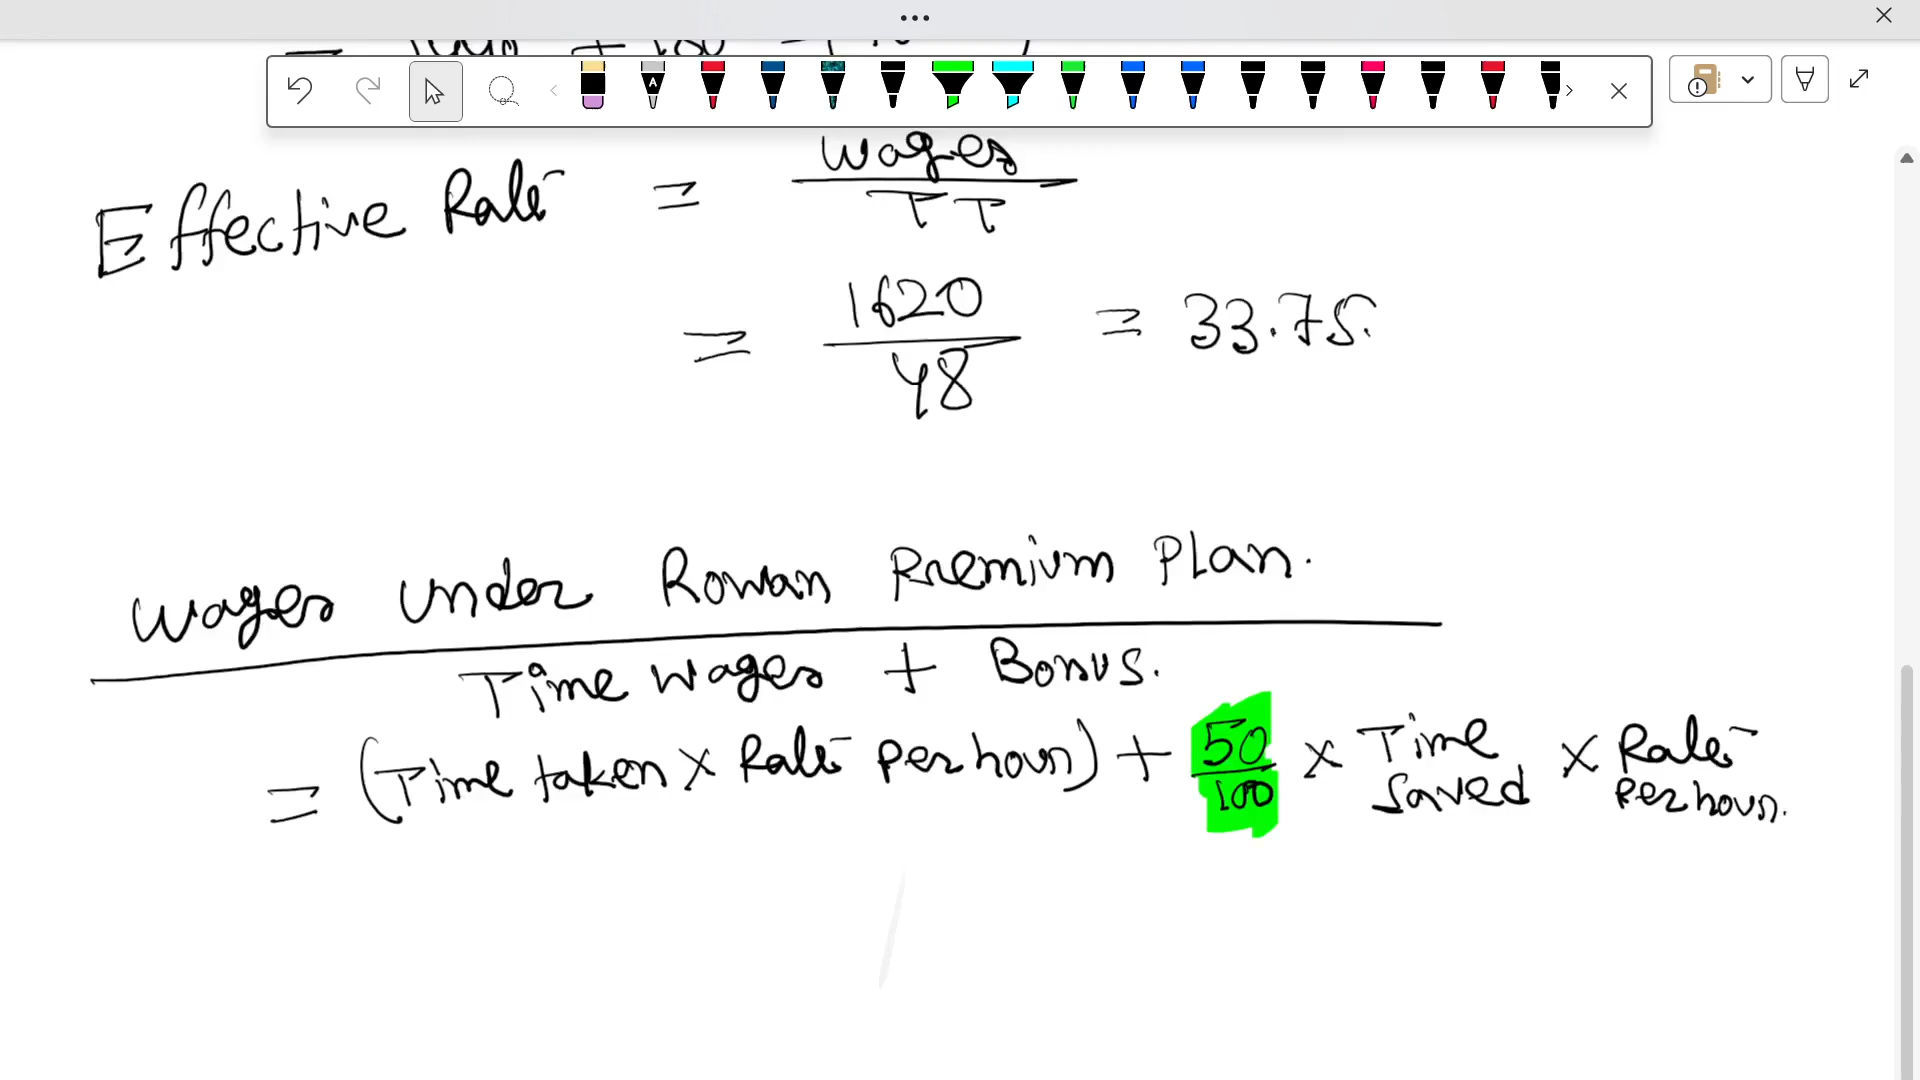 Effective Rate = Wages / TT
= 1620 / 48 = 33.75.
Wages Under Rowan Premium Plan.
Time wages + Bonus.
= (Time taken × Rate per hour) + 50/100 × Time saved × Rate per hour.